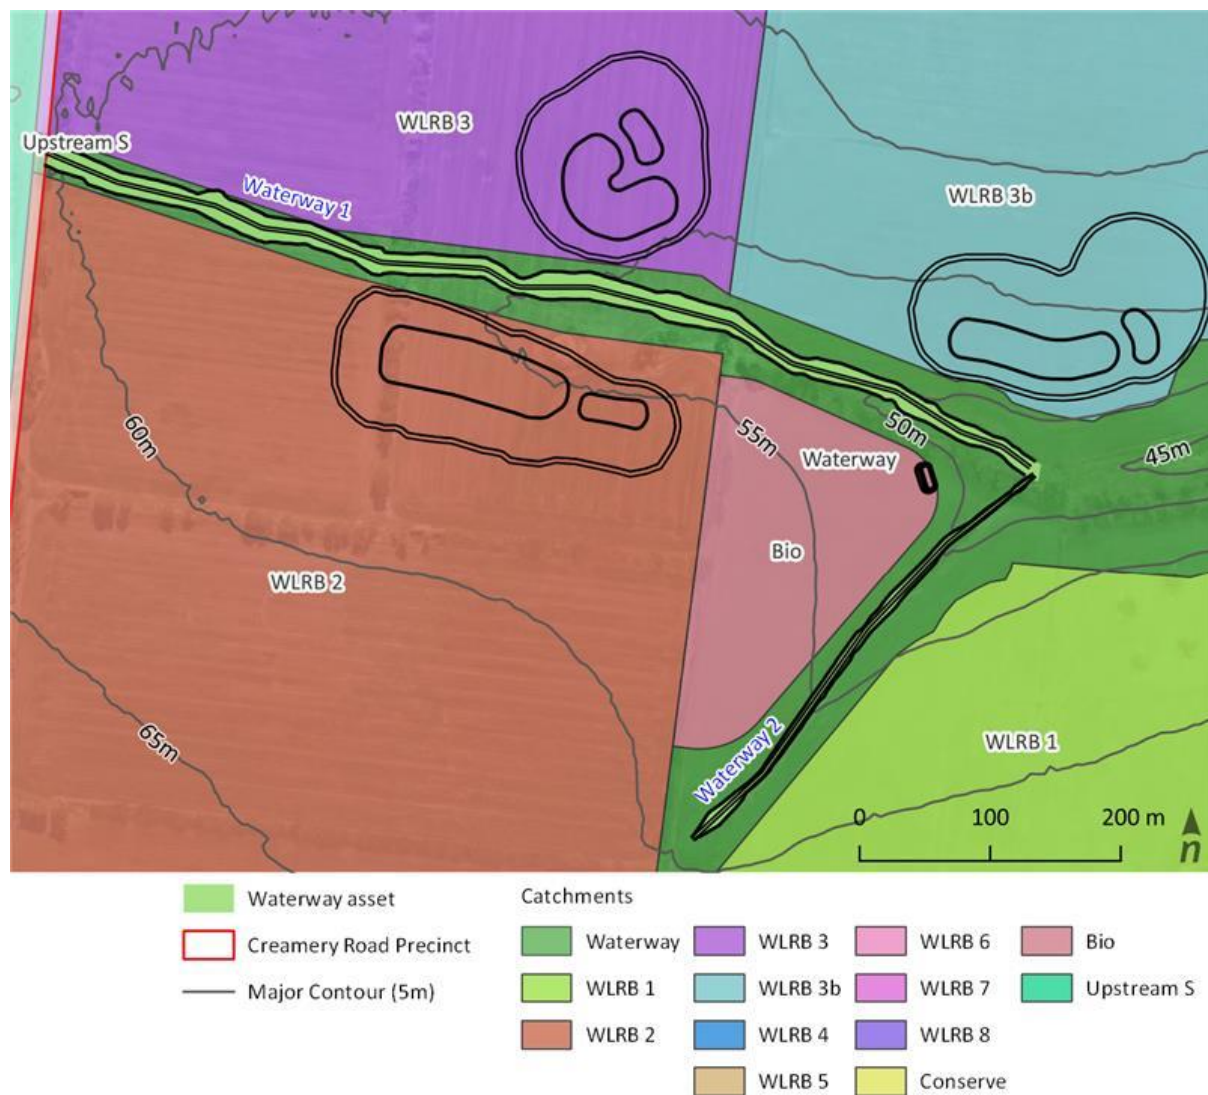 WLRB 3
Upstream S
Waterway 1
WLRB 3b
60m
55m
50m
45m
Waterway
Bio
WLRB 2
65m
Waterway 2
WLRB 1
0 100 200 m
n
Waterway asset
Creamery Road Precinct
Major Contour (5m)
Catchments
Waterway
WLRB 1
WLRB 2
WLRB 3
WLRB 3b
WLRB 4
WLRB 5
WLRB 6
WLRB 7
WLRB 8
Conserve
Bio
Upstream S